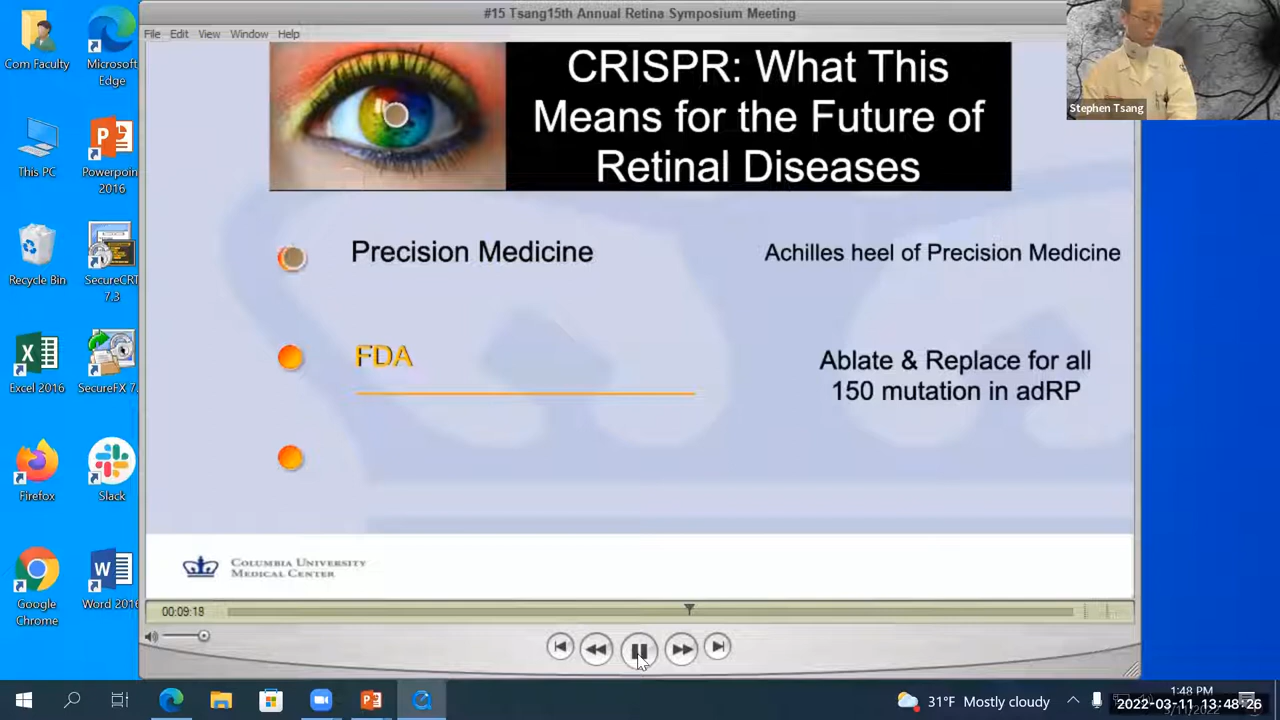 #15 Tsang15th Annual Retina Symposium Meeting
File Edit View Window Help
Com Faculty
Microsoft
Edge
This PC
Powerpoin
2016
Recycle Bin
SecureCRT
7.3
Excel 2016
SecureFX 7.
Firefox
Slack
Google
Chrome
Word 2016
CRISPR: What This
Means for the Future of
Retinal Diseases
Precision Medicine
Achilles heel of Precision Medicine
FDA
Ablate & Replace for all
150 mutation in adRP
COLUMBIA UNIVERSITY
MEDICAL CENTER
Stephen Tsang
00:09:18
31°F Mostly cloudy
1:48 PM
2022-03-11 13:48:26